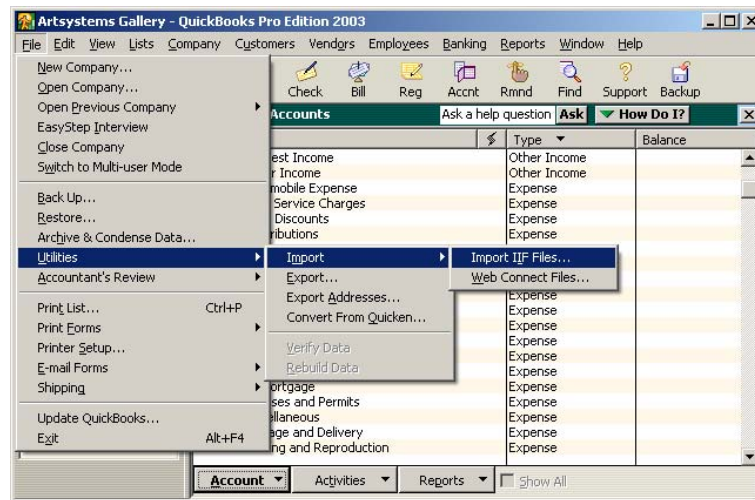 Artsystems Gallery - QuickBooks Pro Edition 2003
File Edit View Lists Company Customers Vendors Employees Banking Reports Window Help
New Company...
Open Company...
Open Previous Company
EasyStep Interview
Close Company
Switch to Multi-user Mode
Back Up...
Restore...
Archive & Condense Data...
Utilities
Accountant's Review
Print List... Ctrl+P
Print Forms
Printer Setup...
E-mail Forms
Shipping
Update QuickBooks...
Exit Alt+F4
Import
Export...
Export Addresses...
Convert From Quicken...
Verify Data
Rebuild Data
Import IIF Files...
Web Connect Files...
Check Bill Reg Accnt Rmnd Find Support Backup
Accounts Ask a help question Ask How Do I?
Type Balance
est Income Other Income
r Income Other Income
mobile Expense Expense
Service Charges Expense
Discounts Expense
ributions Expense
Expense
Expense
Expense
Expense
Expense
ortgage Expense
ses and Permits Expense
ellaneous Expense
age and Delivery Expense
ng and Reproduction Expense
Account Activities Reports Show All